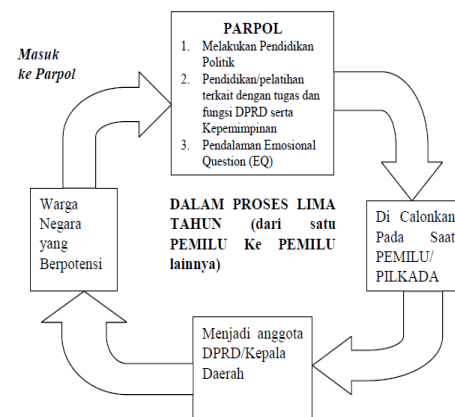 Masuk
ke Parpol
PARPOL
1. Melakukan Pendidikan
Politik
2. Pendidikan/pelatihan
terkait dengan tugas dan
fungsi DPRD serta
Kepemimpinan
3. Pendalaman Emosional
Question (EQ)
Warga
Negara
yang
Berpotensi
DALAM PROSES LIMA
TAHUN (dari satu
PEMILU Ke PEMILU
lainnya)
Di Calonkan
Pada Saat
PEMILU/
PILKADA
Menjadi anggota
DPRD/Kepala
Daerah